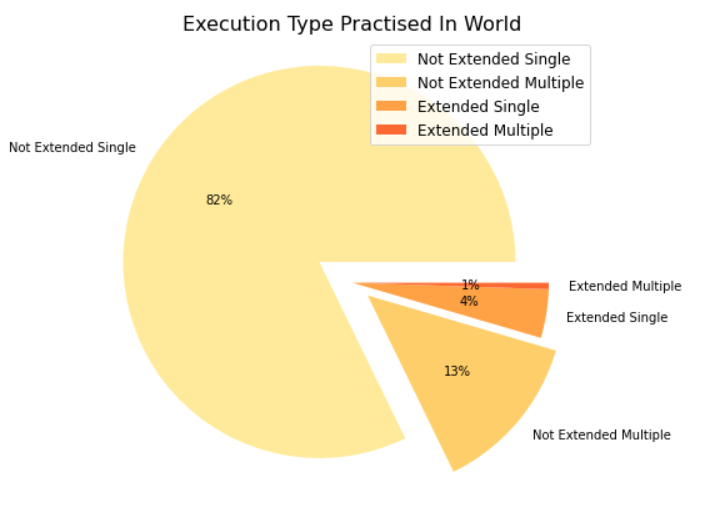 Execution Type Practised In World
Not Extended Single
Not Extended Multiple
Extended Single
Extended Multiple
Not Extended Single
82%
1%
Extended Multiple
4%
Extended Single
13%
Not Extended Multiple